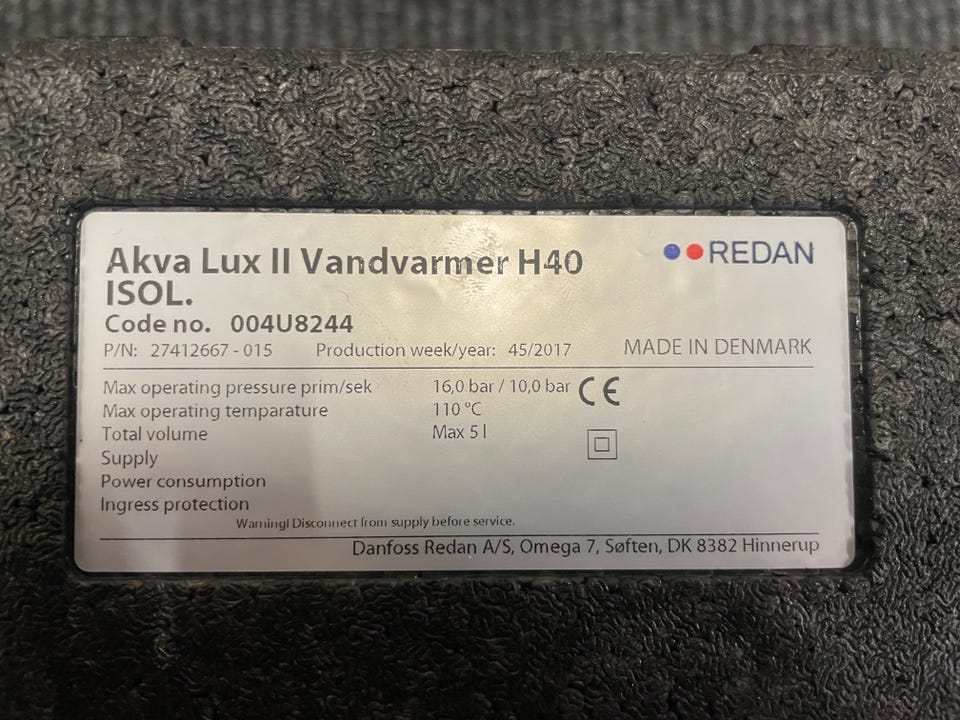 Akva Lux II Vandvarmer H40
ISOL.
REDAN
Code no. 004U8244
P/N: 27412667 - 015 Production week/year: 45/2017 MADE IN DENMARK
Max operating pressure prim/sek 16,0 bar / 10,0 bar CE
Max operating temparature 110 ºC
Total volume Max 5 l
Supply
Power consumption
Ingress protection
Warning! Disconnect from supply before service.
Danfoss Redan A/S, Omega 7, Søften, DK 8382 Hinnerup